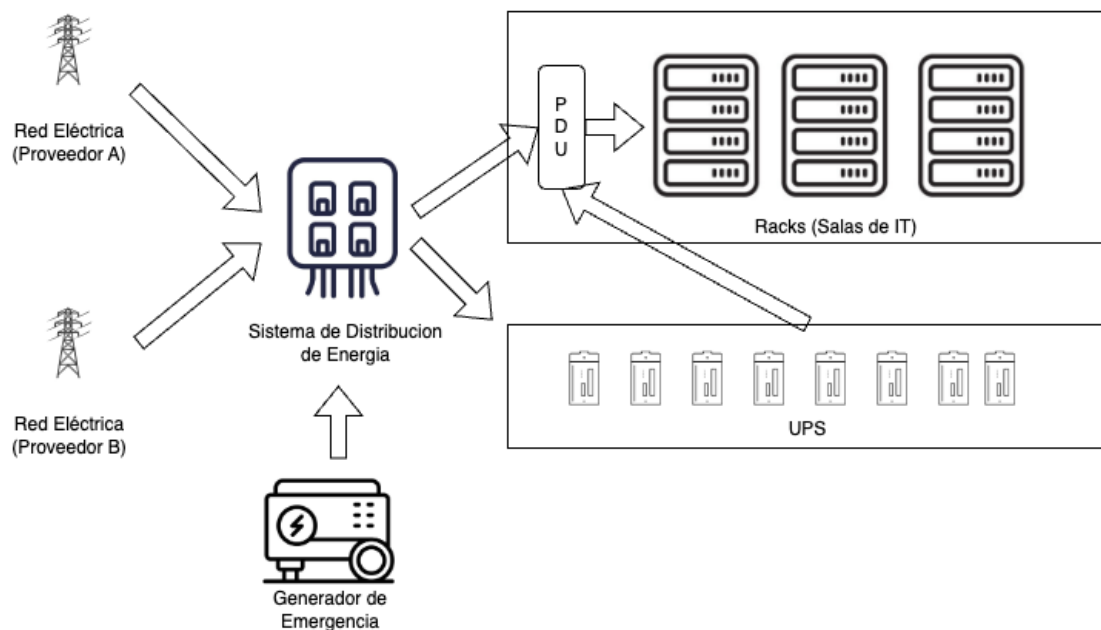 Red Eléctrica
(Proveedor A)
P
D
U
Racks (Salas de IT)
Sistema de Distribucion
de Energia
Red Eléctrica
(Proveedor B)
UPS
Generador de
Emergencia